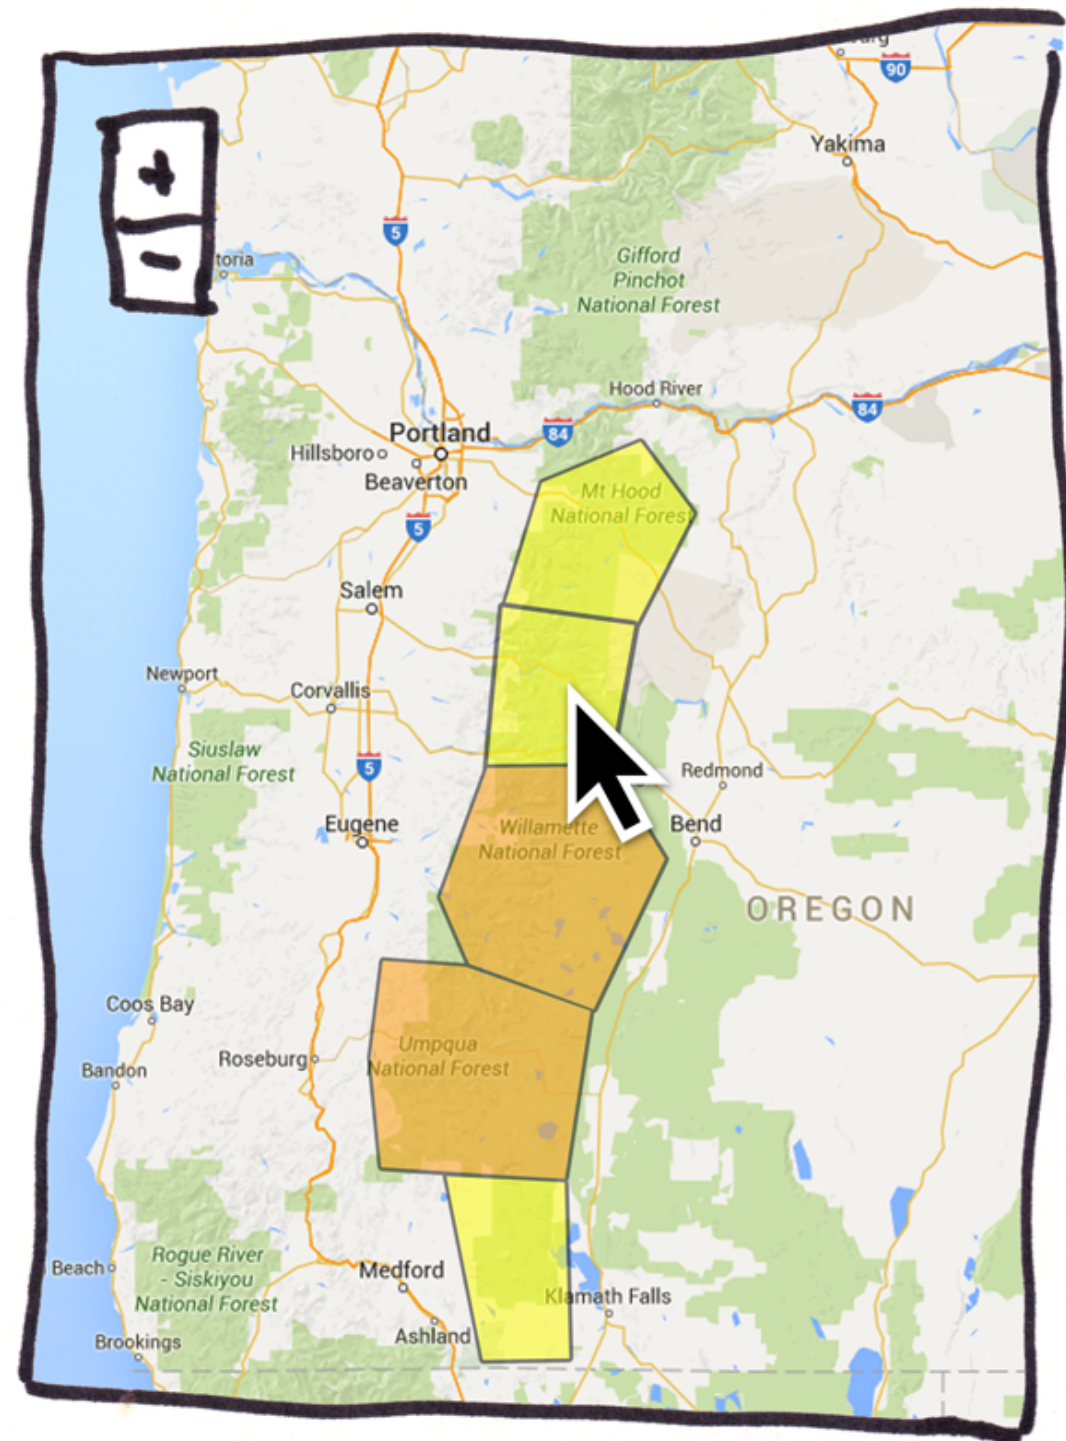 90
Yakima
+
-
5
toria
Gifford
Pinchot
National Forest
Hood River
84
84
Portland
Hillsboro
Beaverton
Mt Hood
National Forest
5
Salem
Newport
Corvallis
Siuslaw
National Forest
5
Redmond
Eugene
Willamette
National Forest
Bend
OREGON
Coos Bay
Umpqua
National Forest
Roseburg
Bandon
Rogue River
- Siskiyou
National Forest
Beach
Medford
Klamath Falls
Ashland
Brookings